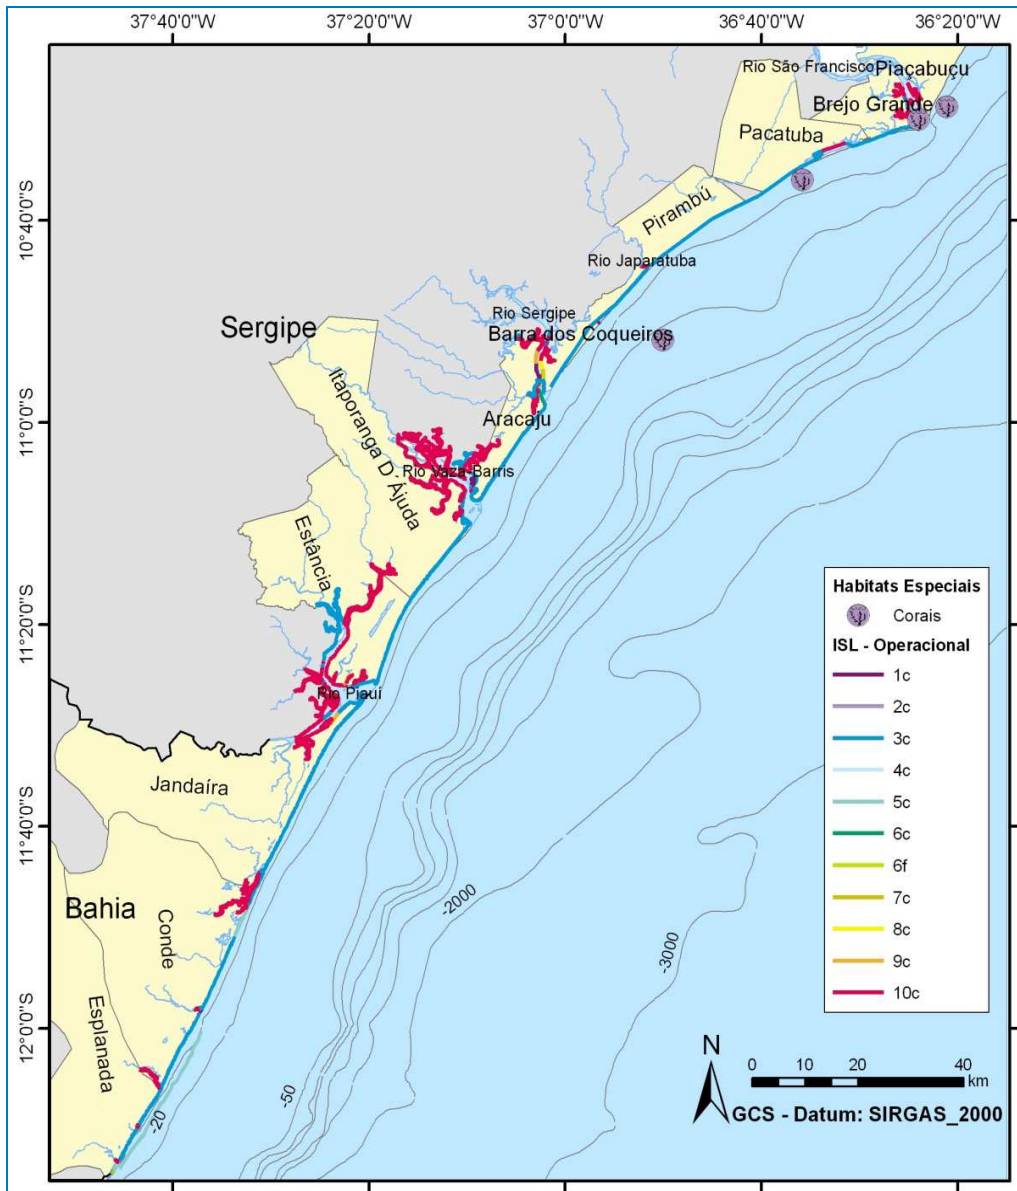 37°40'0"W
37°20'0"W
37°0'0"W
36°40'0"W
36°20'0"W
Rio São Francisco
Piaçabuçu
Brejo Grande
Pacatuba
10°40'0"S
Pirambú
Rio Japaratuba
Rio Sergipe
Sergipe
Barra dos Coqueiros
Itaporanga D´Ájuda
11°0'0"S
Aracaju
Rio Vaza-Barris
Estância
Habitats Especiais
Corais
ISL - Operacional
11°20'0"S
1c
Rio Piauí
2c
3c
Jandaíra
4c
5c
11°40'0"S
6c
6f
-2000
7c
Bahia
Conde
8c
-3000
9c
10c
12°0'0"S
Esplanada
N
0 10 20 40
km
-50
-20
GCS - Datum: SIRGAS_2000